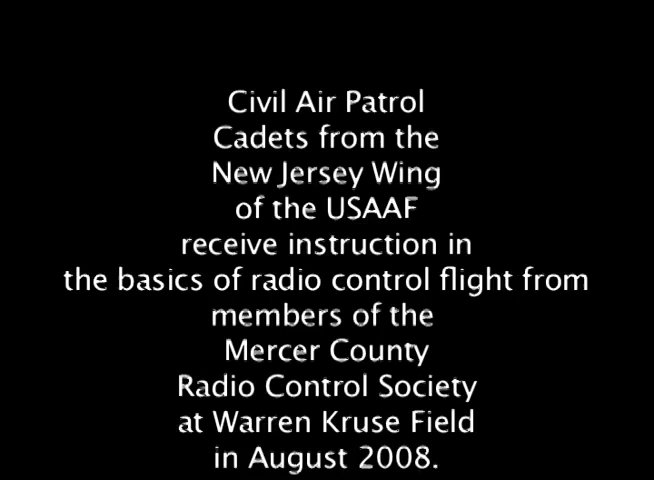 Civil Air Patrol
Cadets from the
New Jersey Wing
of the USAAF
receive instruction in
the basics of radio control flight from
members of the
Mercer County
Radio Control Society
at Warren Kruse Field
in August 2008.